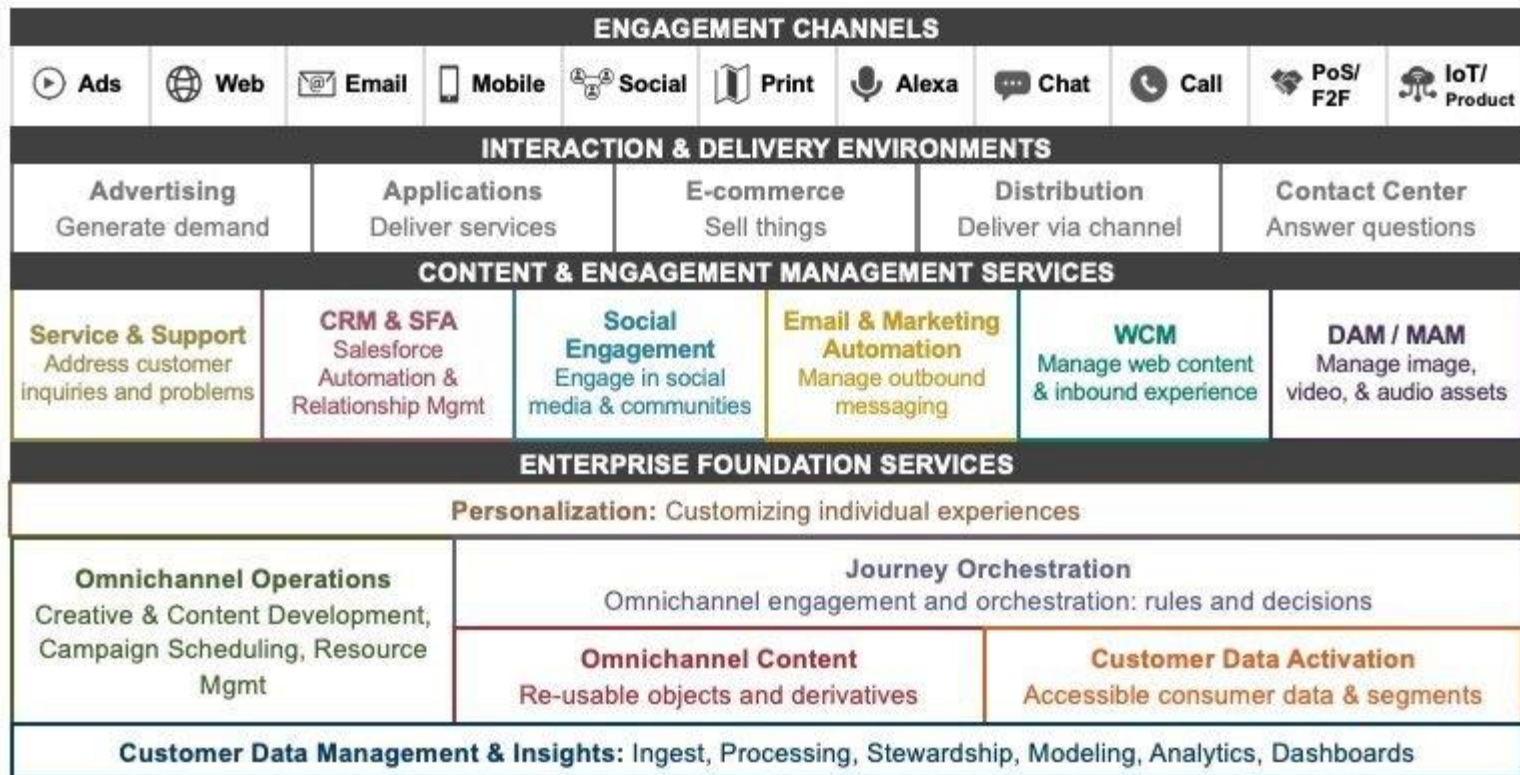 ENGAGEMENT CHANNELS
Ads
Web
@
Email
Mobile
Social
Print
Alexa
Chat
Call
PoS/
F2F
IoT/
Product
INTERACTION & DELIVERY ENVIRONMENTS
Advertising
Generate demand
Applications
Deliver services
E-commerce
Sell things
Distribution
Deliver via channel
Contact Center
Answer questions
CONTENT & ENGAGEMENT MANAGEMENT SERVICES
Service & Support
Address customer
inquiries and problems
CRM & SFA
Salesforce
Automation &
Relationship Mgmt
Social
Engagement
Engage in social
media & communities
Email & Marketing
Automation
Manage outbound
messaging
WCM
Manage web content
& inbound experience
DAM / MAM
Manage image,
video, & audio assets
ENTERPRISE FOUNDATION SERVICES
Personalization: Customizing individual experiences
Omnichannel Operations
Creative & Content Development,
Campaign Scheduling, Resource
Mgmt
Journey Orchestration
Omnichannel engagement and orchestration: rules and decisions
Omnichannel Content
Re-usable objects and derivatives
Customer Data Activation
Accessible consumer data & segments
Customer Data Management & Insights: Ingest, Processing, Stewardship, Modeling, Analytics, Dashboards